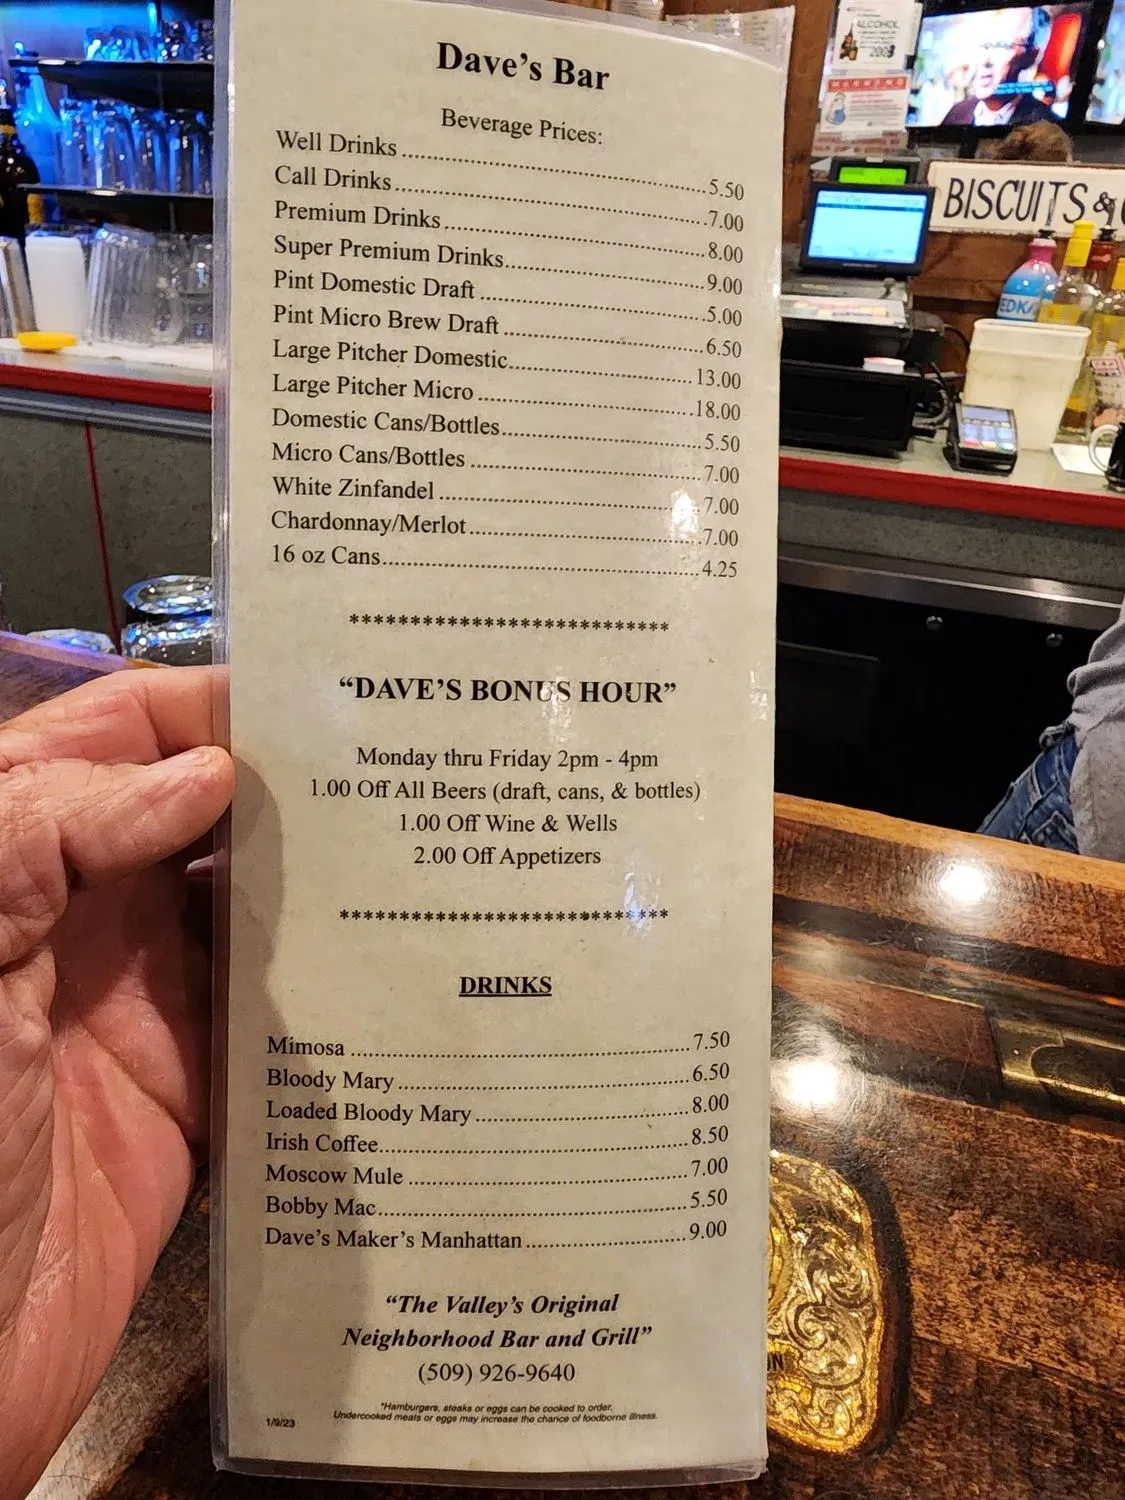 Dave's Bar
Beverage Prices:
Well Drinks ........ 5.50
Call Drinks ........ 7.00
Premium Drinks ........ 8.00
Super Premium Drinks ........ 9.00
Pint Domestic Draft ........ 5.00
Pint Micro Brew Draft ........ 6.50
Large Pitcher Domestic ........ 13.00
Large Pitcher Micro ........ 18.00
Domestic Cans/Bottles ........ 5.50
Micro Cans/Bottles ........ 7.00
White Zinfandel ........ 7.00
Chardonnay/Merlot ........ 7.00
16 oz Cans ........ 4.25
***************************
“DAVE'S BONUS HOUR”
Monday thru Friday 2pm - 4pm
1.00 Off All Beers (draft, cans, & bottles)
1.00 Off Wine & Wells
2.00 Off Appetizers
****************************
DRINKS
Mimosa ........ 7.50
Bloody Mary ........ 6.50
Loaded Bloody Mary ........ 8.00
Irish Coffee ........ 8.50
Moscow Mule ........ 7.00
Bobby Mac ........ 5.50
Dave's Maker's Manhattan ........ 9.00
“The Valley's Original
Neighborhood Bar and Grill”
(509) 926-9640
*Hamburgers, steaks or eggs can be cooked to order.
Undercooked meats or eggs may increase the chance of foodborne illness.
1/9/23
ALCOHOL
BISCUITS &